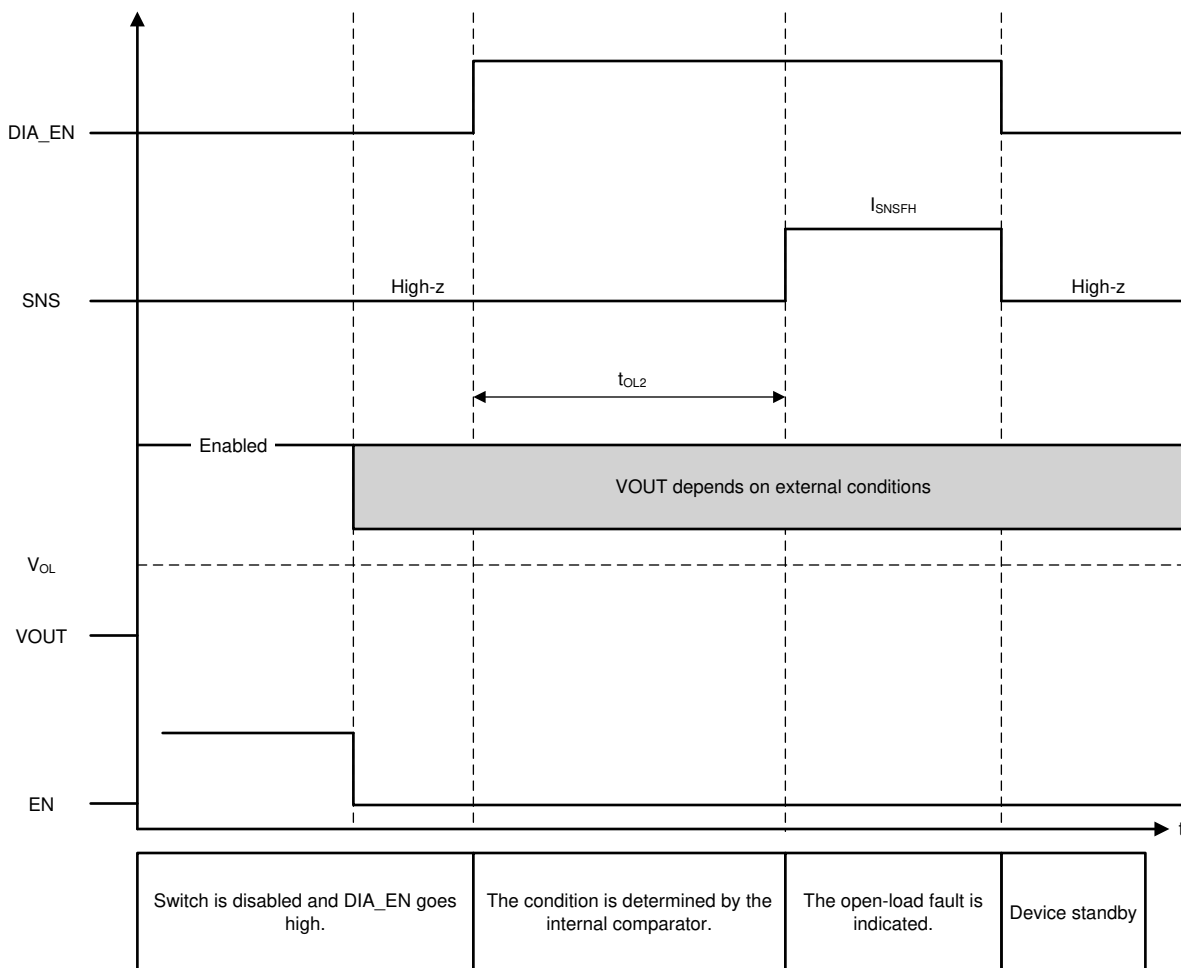 DIA_EN
I_SNSFH
SNS
High-z
High-z
t_OL2
Enabled
VOUT depends on external conditions
V_OL
VOUT
EN
t
Switch is disabled and DIA_EN goes
high.
The condition is determined by the
internal comparator.
The open-load fault is
indicated.
Device standby